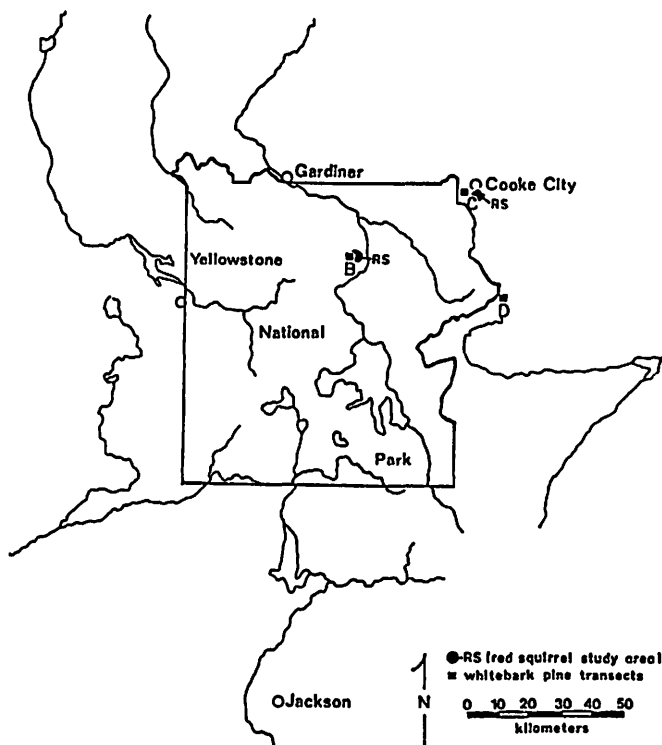 Gardiner
Cooke City
C
RS
Yellowstone
B
RS
D
National
Park
RS (red squirrel study area)
whitebark pine transects
N
0 10 20 30 40 50
kilometers
Jackson